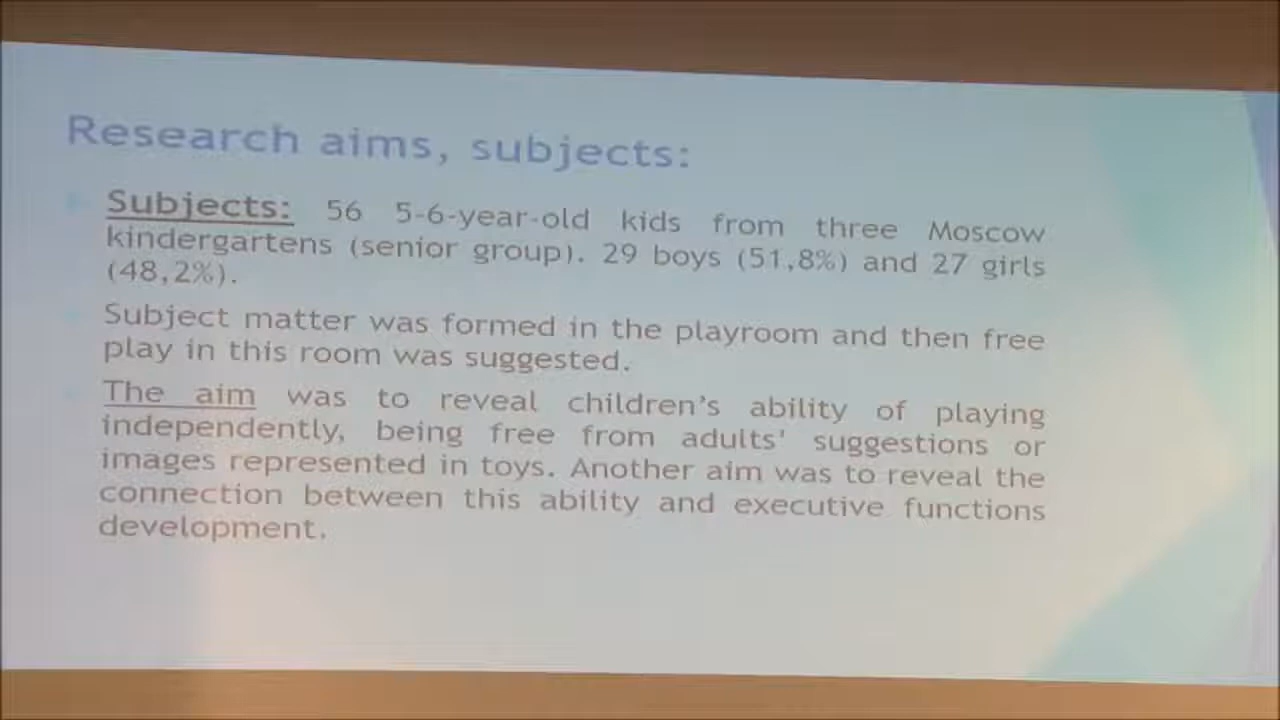 Research aims, subjects:
Subjects: 56 5-6-year-old kids from three Moscow
kindergartens (senior group). 29 boys (51,8%) and 27 girls
(48,2%).
Subject matter was formed in the playroom and then free
play in this room was suggested.
The aim was to reveal children's ability of playing
independently, being free from adults' suggestions or
images represented in toys. Another aim was to reveal the
connection between this ability and executive functions
development.